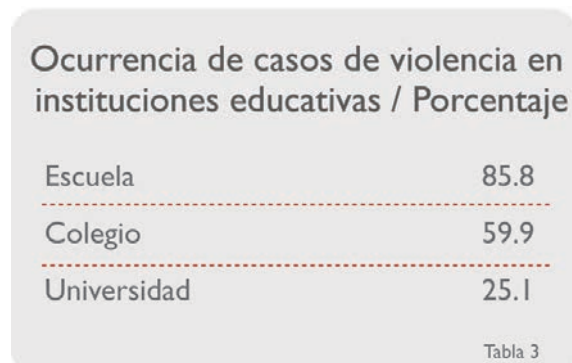 Ocurrencia de casos de violencia en
instituciones educativas / Porcentaje
Escuela 85.8
Colegio 59.9
Universidad 25.1
Tabla 3